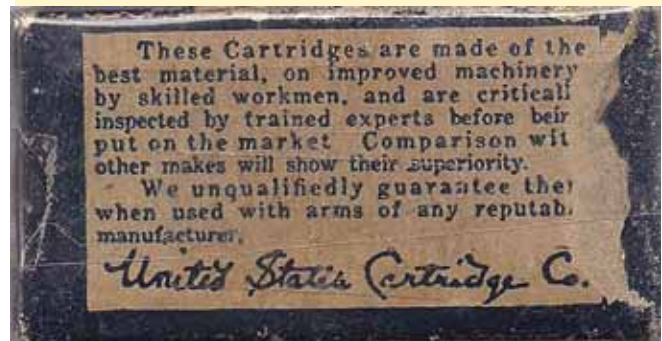 These Cartridges are made of the
best material, on improved machinery
by skilled workmen, and are criticall
inspected by trained experts before beir
put on the market Comparison wit
other makes will show their superiority.
We unqualifiedly guarantee the
when used with arms of any reputab
manufacturer.
United States Cartridge Co.